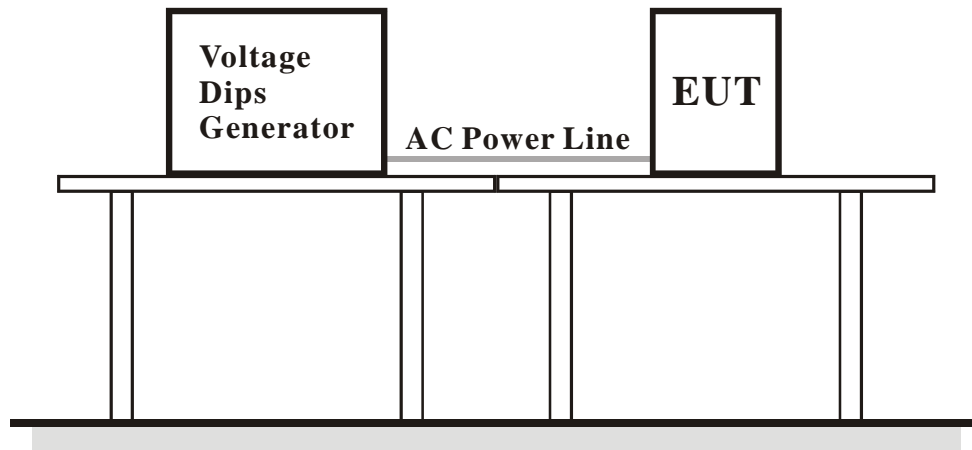 Voltage
Dips
Generator
EUT
AC Power Line